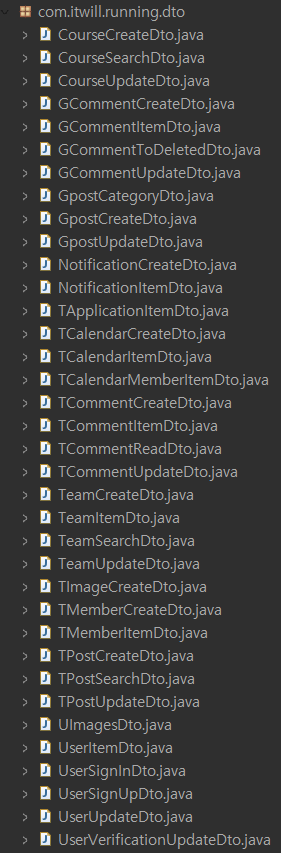 com.itwill.running.dto
CourseCreateDto.java
CourseSearchDto.java
CourseUpdateDto.java
GCommentCreateDto.java
GCommentItemDto.java
GCommentToDeletedDto.java
GCommentUpdateDto.java
GpostCategoryDto.java
GpostCreateDto.java
GpostUpdateDto.java
NotificationCreateDto.java
NotificationItemDto.java
TApplicationItemDto.java
TCalendarCreateDto.java
TCalendarItemDto.java
TCalendarMemberItemDto.java
TCommentCreateDto.java
TCommentItemDto.java
TCommentReadDto.java
TCommentUpdateDto.java
TeamCreateDto.java
TeamItemDto.java
TeamSearchDto.java
TeamUpdateDto.java
TImageCreateDto.java
TMemberCreateDto.java
TMemberItemDto.java
TPostCreateDto.java
TPostSearchDto.java
TPostUpdateDto.java
UImagesDto.java
UserItemDto.java
UserSignInDto.java
UserSignUpDto.java
UserUpdateDto.java
UserVerificationUpdateDto.java